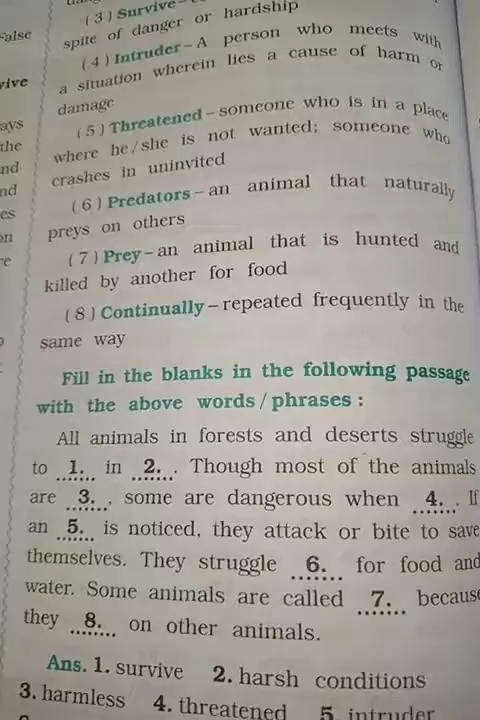 (3) Survive–
False
spite of danger or hardship
(4) Intruder–A person who meets with
vive
a situation wherein lies a cause of harm or
damage
ays
(5) Threatened–someone who is in a place
the
where he/she is not wanted; someone who
nd
crashes in uninvited
nd
(6) Predators–an animal that naturally
es
preys on others
on
(7) Prey–an animal that is hunted and
re
killed by another for food
(8) Continually–repeated frequently in the
same way
Fill in the blanks in the following passage
with the above words/phrases :
All animals in forests and deserts struggle
to 1. in 2. . Though most of the animals
are 3. , some are dangerous when 4. . If
an 5. is noticed, they attack or bite to save
themselves. They struggle 6. for food and
water. Some animals are called 7. because
they 8. on other animals.
Ans. 1. survive 2. harsh conditions
3. harmless 4. threatened 5. intruder